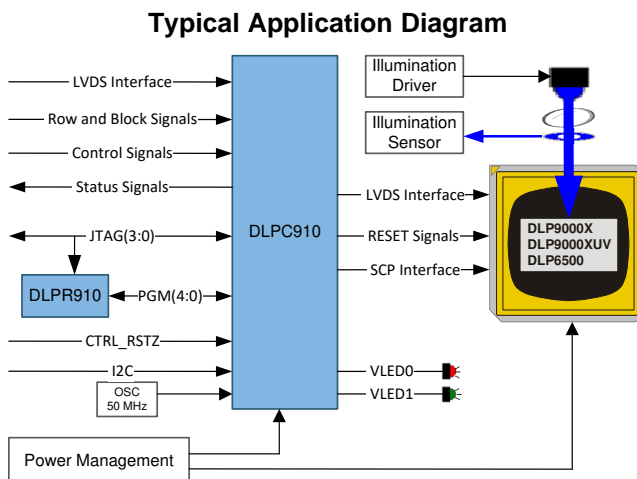 Typical Application Diagram
LVDS Interface
Row and Block Signals
Control Signals
Status Signals
JTAG(3:0)
DLPR910
PGM(4:0)
CTRL_RSTZ
I2C
OSC
50 MHz
Power Management
DLPC910
Illumination
Driver
Illumination
Sensor
LVDS Interface
RESET Signals
SCP Interface
VLED0
VLED1
DLP9000X
DLP9000XUV
DLP6500